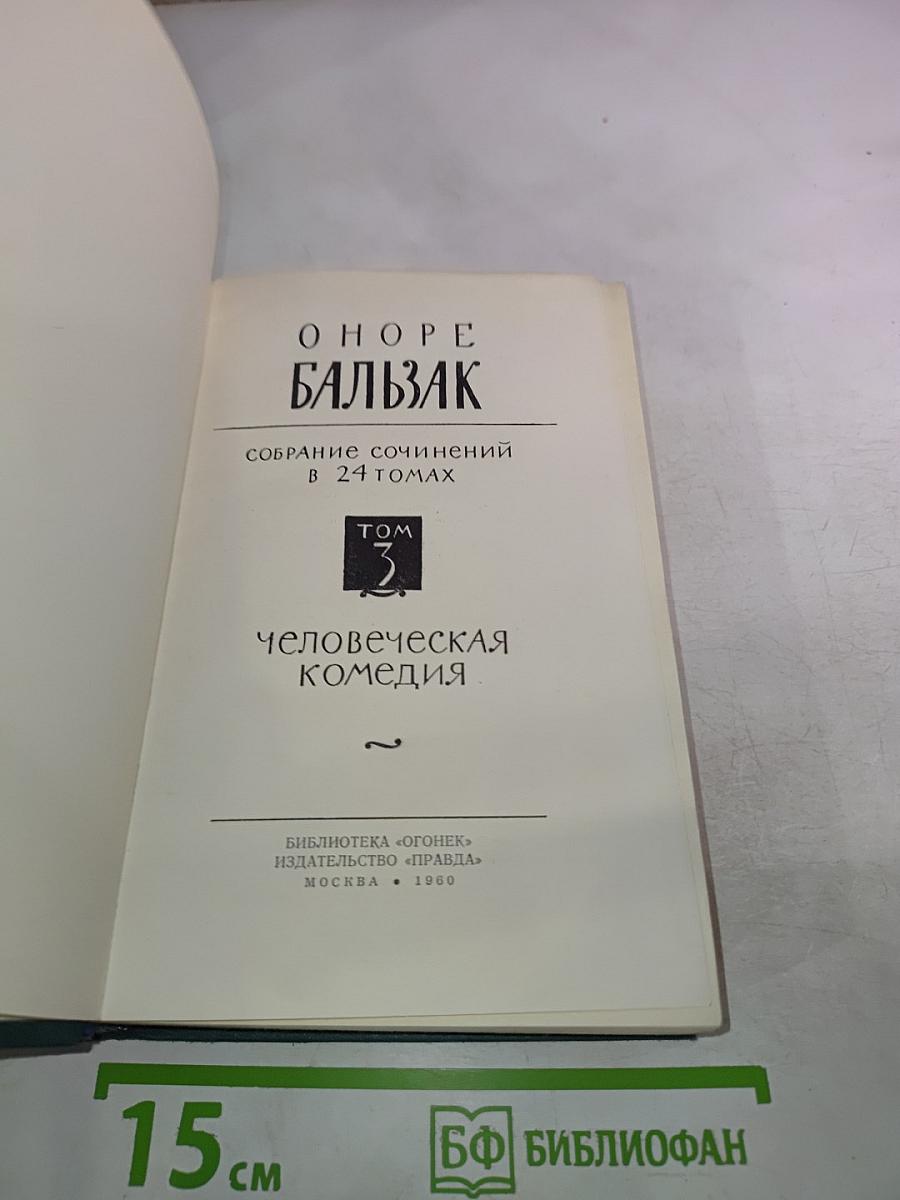 ОНОРЕ
БАЛЬЗАК
СОБРАНИЕ СОЧИНЕНИЙ
В 24 ТОМАХ
ТОМ
3
ЧЕЛОВЕЧЕСКАЯ
КОМЕДИЯ
БИБЛИОТЕКА «ОГОНЕК»
ИЗДАТЕЛЬСТВО «ПРАВДА»
МОСКВА • 1960
15 см
БФ БИБЛИОФАН